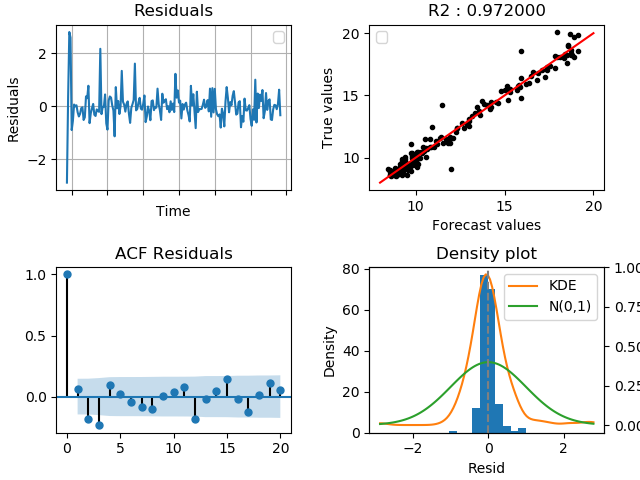 Residuals
Residuals
2
0
−2
Time
R2 : 0.972000
True values
20
15
10
10 15 20
Forecast values
ACF Residuals
1.0
0.5
0.0
0 5 10 15 20
Density plot
Density
80
60
40
20
0
KDE
N(0,1)
1.00
0.75
0.50
0.25
0.00
−2 0 2
Resid